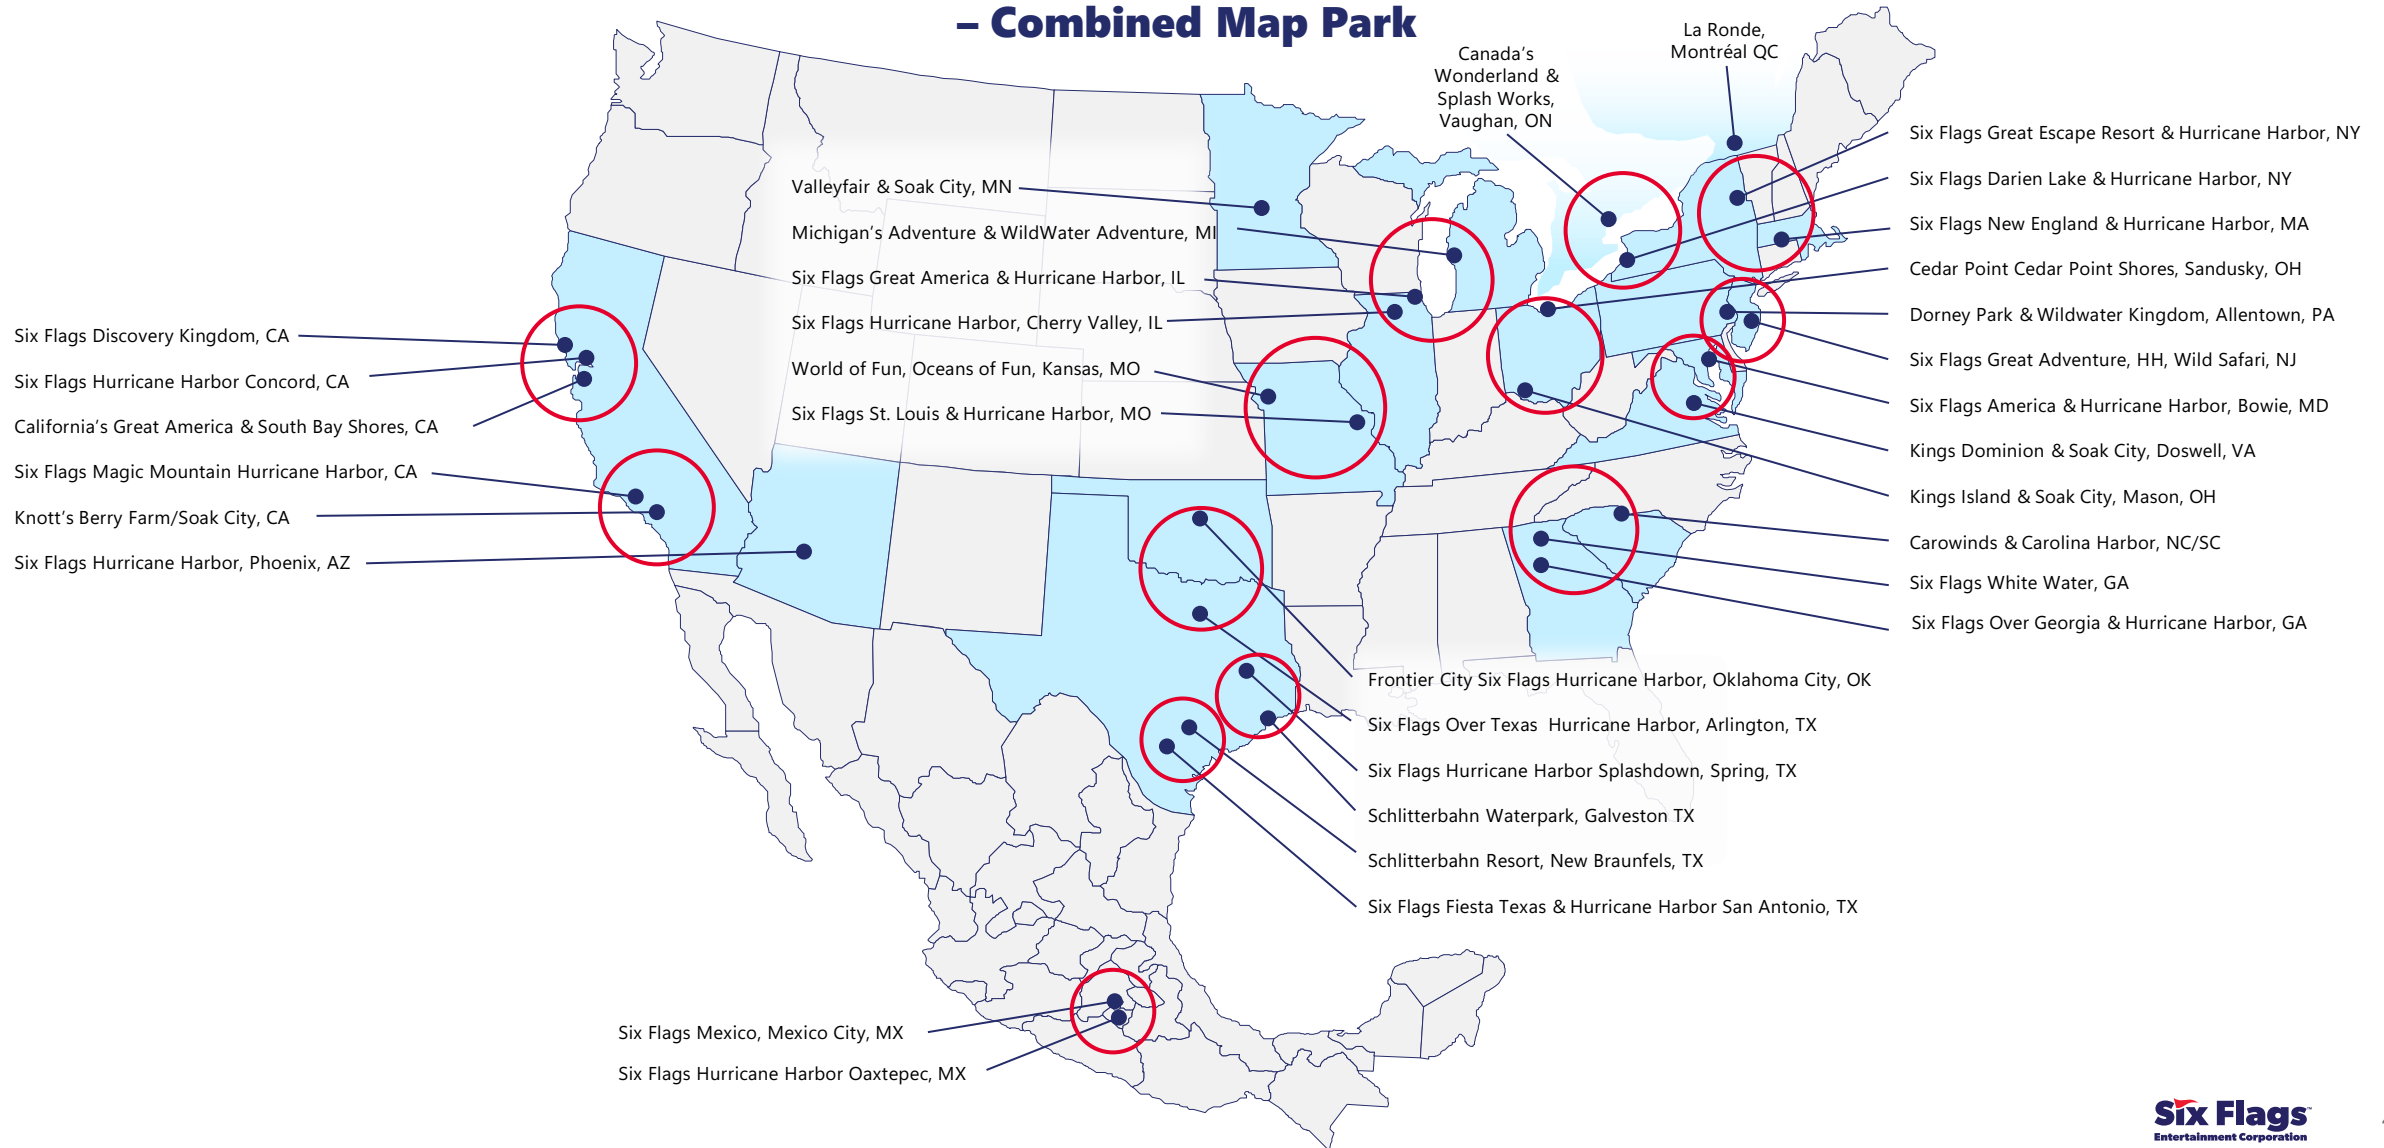 – Combined Map Park
La Ronde,
Montréal QC
Canada's
Wonderland &
Splash Works,
Vaughan, ON
Valleyfair & Soak City, MN
Michigan's Adventure & WildWater Adventure, MI
Six Flags Great America & Hurricane Harbor, IL
Six Flags Hurricane Harbor, Cherry Valley, IL
World of Fun, Oceans of Fun, Kansas, MO
Six Flags St. Louis & Hurricane Harbor, MO
Six Flags Discovery Kingdom, CA
Six Flags Hurricane Harbor Concord, CA
California's Great America & South Bay Shores, CA
Six Flags Magic Mountain Hurricane Harbor, CA
Knott's Berry Farm/Soak City, CA
Six Flags Hurricane Harbor, Phoenix, AZ
Six Flags Great Escape Resort & Hurricane Harbor, NY
Six Flags Darien Lake & Hurricane Harbor, NY
Six Flags New England & Hurricane Harbor, MA
Cedar Point Cedar Point Shores, Sandusky, OH
Dorney Park & Wildwater Kingdom, Allentown, PA
Six Flags Great Adventure, HH, Wild Safari, NJ
Six Flags America & Hurricane Harbor, Bowie, MD
Kings Dominion & Soak City, Doswell, VA
Kings Island & Soak City, Mason, OH
Carowinds & Carolina Harbor, NC/SC
Six Flags White Water, GA
Six Flags Over Georgia & Hurricane Harbor, GA
Frontier City Six Flags Hurricane Harbor, Oklahoma City, OK
Six Flags Over Texas  Hurricane Harbor, Arlington, TX
Six Flags Hurricane Harbor Splashdown, Spring, TX
Schlitterbahn Waterpark, Galveston TX
Schlitterbahn Resort, New Braunfels, TX
Six Flags Fiesta Texas & Hurricane Harbor San Antonio, TX
Six Flags Mexico, Mexico City, MX
Six Flags Hurricane Harbor Oaxtepec, MX
Six Flags™
Entertainment Corporation